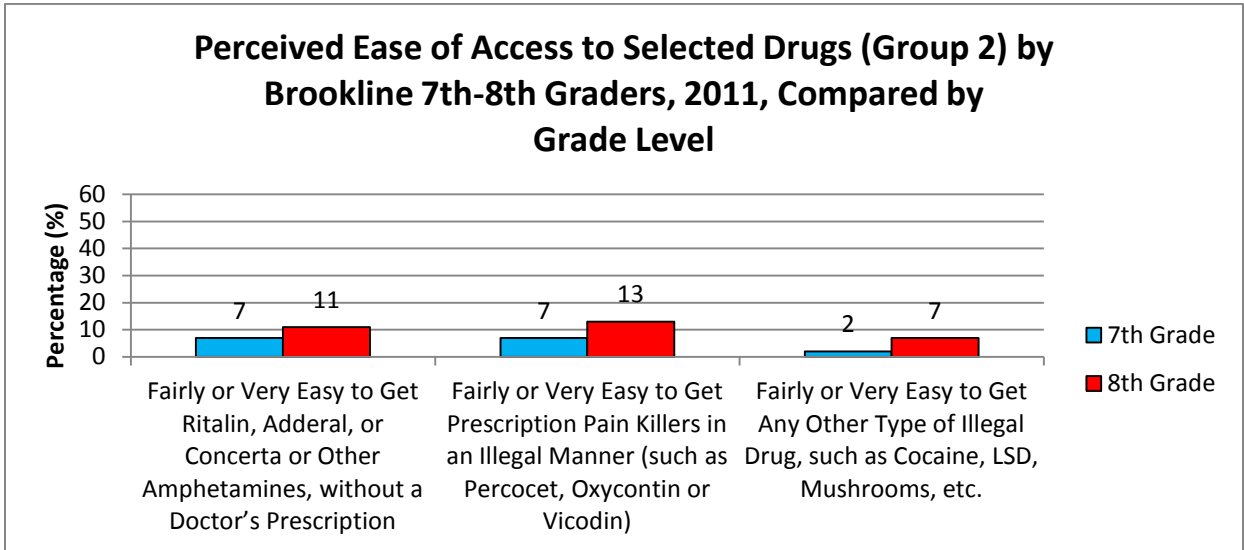 Perceived Ease of Access to Selected Drugs (Group 2) by
Brookline 7th-8th Graders, 2011, Compared by
Grade Level
Percentage (%)
60
50
40
30
20
10
0
7
11
7
13
2
7
Fairly or Very Easy to Get
Ritalin, Adderal, or
Concerta or Other
Amphetamines, without a
Doctor’s Prescription
Fairly or Very Easy to Get
Prescription Pain Killers in
an Illegal Manner (such as
Percocet, Oxycontin or
Vicodin)
Fairly or Very Easy to Get
Any Other Type of Illegal
Drug, such as Cocaine, LSD,
Mushrooms, etc.
7th Grade
8th Grade